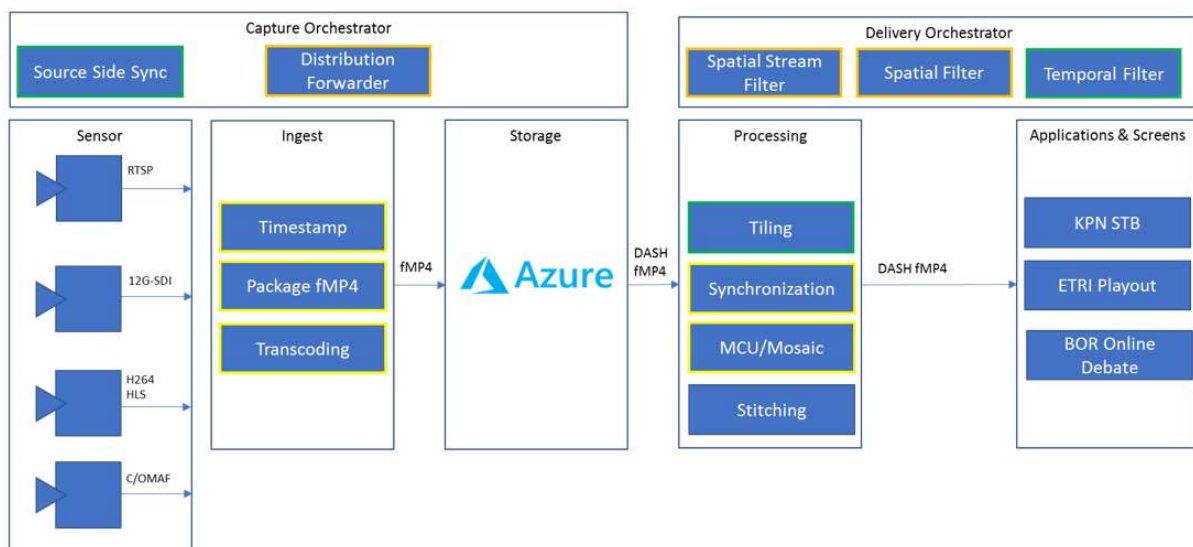 Capture Orchestrator
Source Side Sync
Distribution
Forwarder
Delivery Orchestrator
Spatial Stream
Filter
Spatial Filter
Temporal Filter
Sensor
RTSP
12G-SDI
H264
HLS
C/OMAF
Ingest
Timestamp
Package fMP4
Transcoding
fMP4
Storage
Azure
DASH
fMP4
Processing
Tiling
Synchronization
MCU/Mosaic
Stitching
DASH fMP4
Applications & Screens
KPN STB
ETRI Playout
BOR Online
Debate